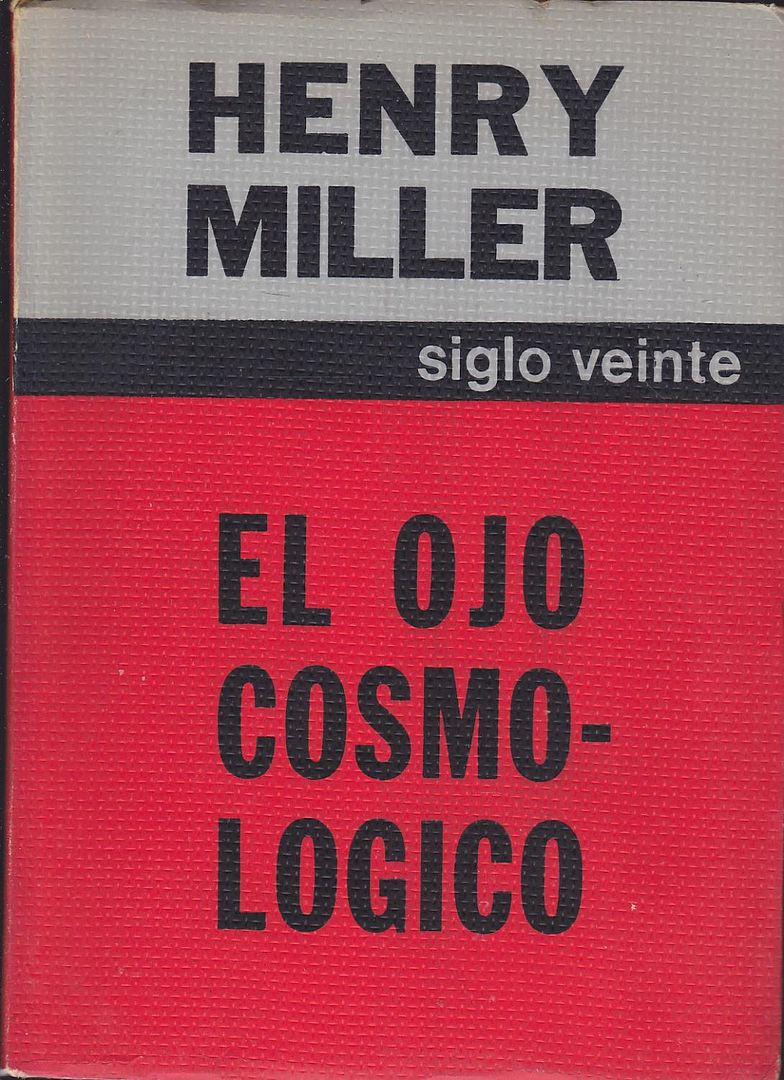 HENRY
MILLER
siglo veinte
EL OJO
COSMO-
LOGICO